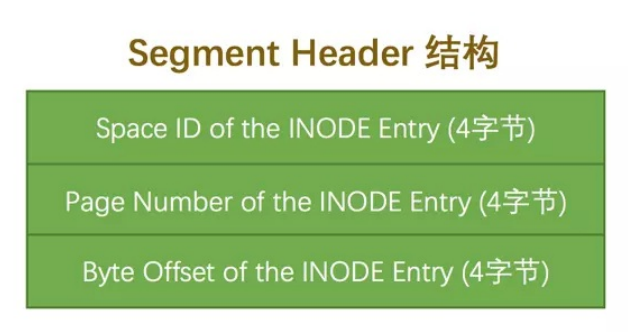 Segment Header 结构
Space ID of the INODE Entry (4字节)
Page Number of the INODE Entry (4字节)
Byte Offset of the INODE Entry (4字节)